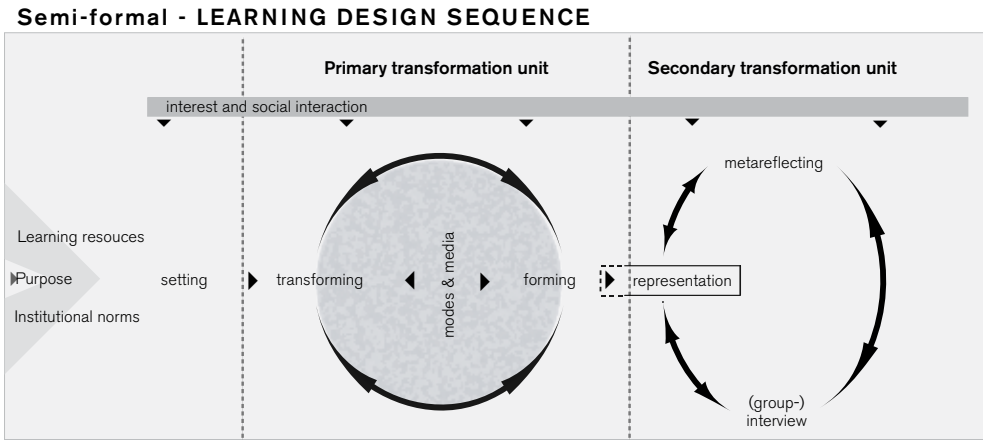 Semi-formal - LEARNING DESIGN SEQUENCE
Primary transformation unit
Secondary transformation unit
interest and social interaction
metareflecting
Learning resouces
Purpose
Institutional norms
setting
transforming
modes & media
forming
representation
(group-)
interview